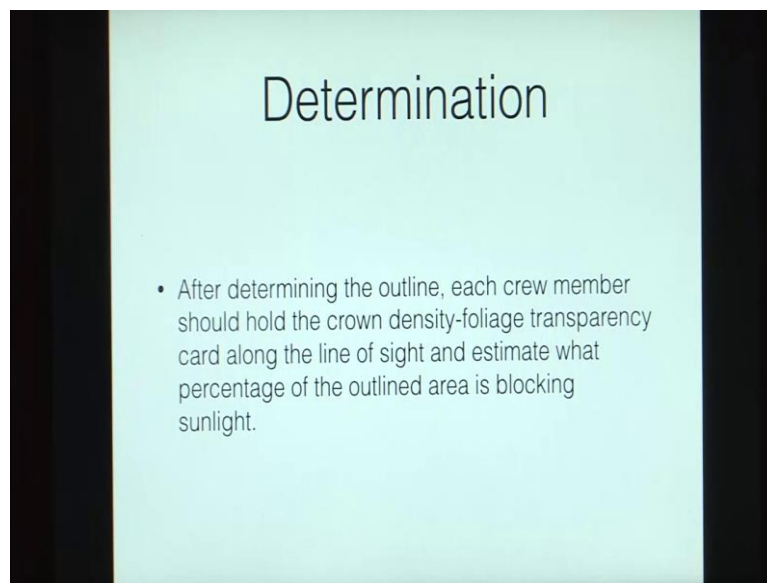 Determination
• After determining the outline, each crew member
should hold the crown density-foliage transparency
card along the line of sight and estimate what
percentage of the outlined area is blocking
sunlight.